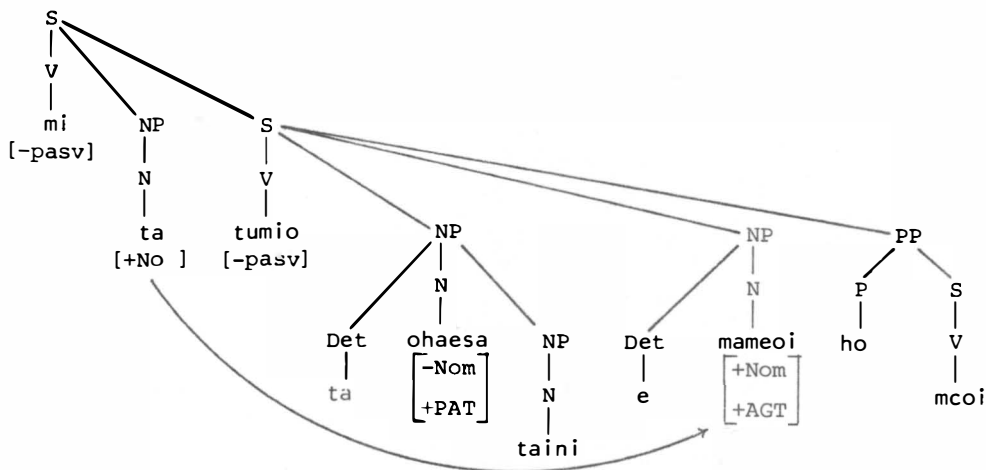 S
V
mi
[-pasv]
NP
N
ta
[+No ]
S
V
tumio
[-pasv]
NP
Det
ta
N
ohaesa
[-Nom
+PAT]
NP
N
taini
NP
Det
e
N
mameoi
[+Nom
+AGT]
PP
P
ho
S
V
mcoi